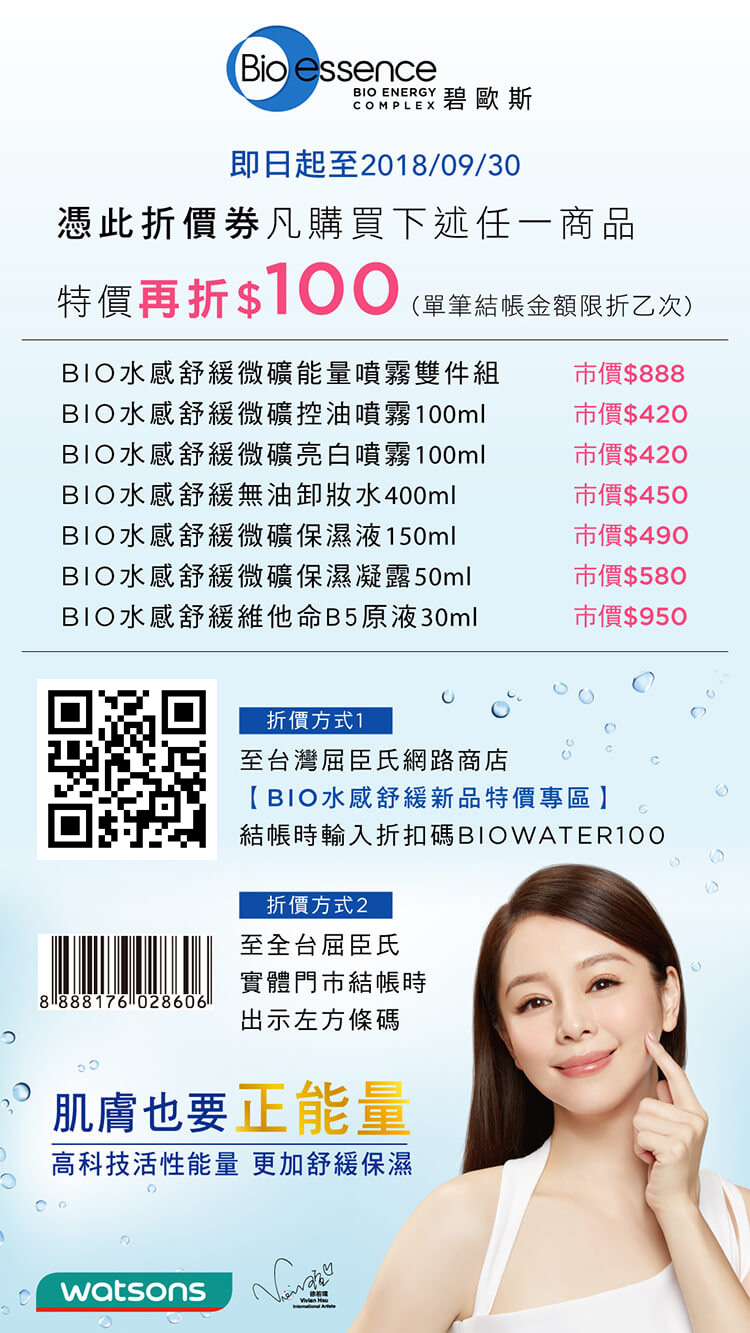 Bio essence
BIO ENERGY
COMPLEX 碧歐斯
即日起至2018/09/30
憑此折價券凡購買下述任一商品
特價再折$100(單筆結帳金額限折乙次)
BIO水感舒緩微礦能量噴霧雙件組 市價$888
BIO水感舒緩微礦控油噴霧100ml 市價$420
BIO水感舒緩微礦亮白噴霧100ml 市價$420
BIO水感舒緩無油卸妝水400ml 市價$450
BIO水感舒緩微礦保濕液150ml 市價$490
BIO水感舒緩微礦保濕凝露50ml 市價$580
BIO水感舒緩維他命B5原液30ml 市價$950
折價方式1
至台灣屈臣氏網路商店
【BIO水感舒緩新品特價專區】
結帳時輸入折扣碼BIOWATER100
折價方式2
至全台屈臣氏
實體門市結帳時
出示左方條碼
8 888176 028606
肌膚也要正能量
高科技活性能量 更加舒緩保濕
watsons
徐若瑄
Vivian Hsu
International Artiste